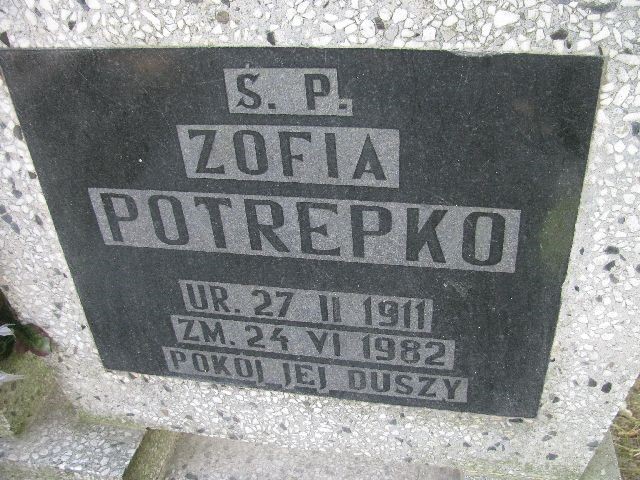 Ś. P.
ZOFIA
POTREPKO
UR. 27 II 1911
ZM. 24 VI 1982
POKÓJ JEJ DUSZY